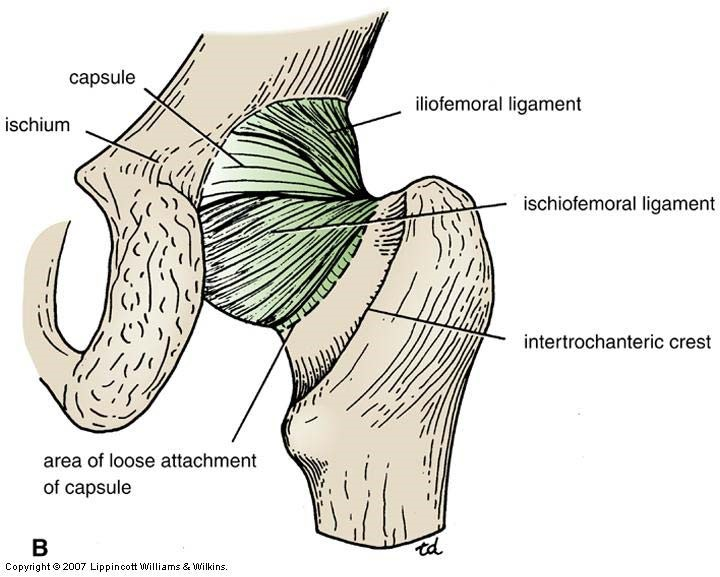 capsule
iliofemoral ligament
ischium
ischiofemoral ligament
intertrochanteric crest
area of loose attachment
of capsule
B
td
Copyright © 2007 Lippincott Williams & Wilkins.